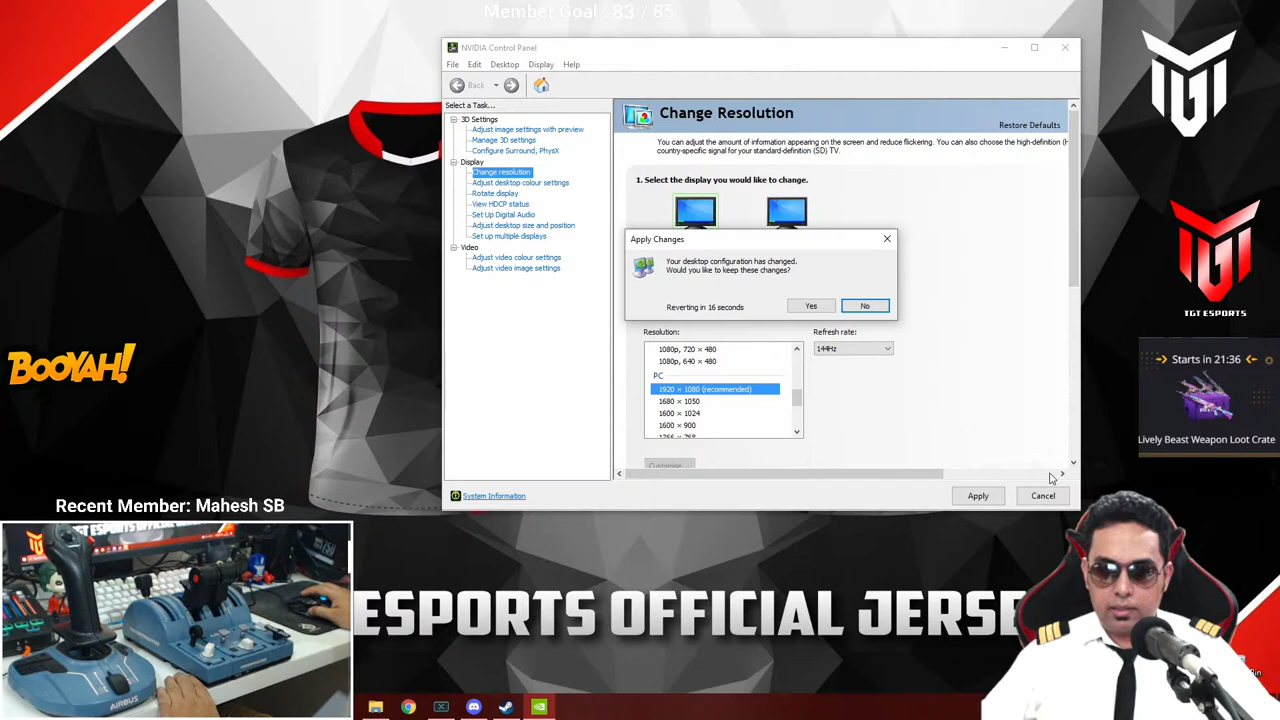 Member Goal : 83 / 85
NVIDIA Control Panel
File Edit Desktop Display Help
Back
Select a Task...
3D Settings
Adjust image settings with preview
Manage 3D settings
Configure Surround, PhysX
Display
Change resolution
Adjust desktop colour settings
Rotate display
View HDCP status
Set Up Digital Audio
Adjust desktop size and position
Set up multiple displays
Video
Adjust video colour settings
Adjust video image settings
Change Resolution
Restore Defaults
You can adjust the amount of information appearing on the screen and reduce flickering. You can also choose the high-definition (H
country-specific signal for your standard-definition (SD) TV.
1. Select the display you would like to change.
Apply Changes
Your desktop configuration has changed.
Would you like to keep these changes?
Reverting in 16 seconds
Yes
No
Resolution:
Refresh rate:
1080p, 720 × 480
144Hz
1080p, 640 × 480
PC
1920 × 1080 (recommended)
1680 × 1050
1600 × 1024
1600 × 900
Customise...
System Information
Apply
Cancel
TGT ESPORTS
BOOYAH!
Starts in 21:36
Lively Beast Weapon Loot Crate
Recent Member: Mahesh SB
ESPORTS OFFICIAL JERSE
AIRBUS